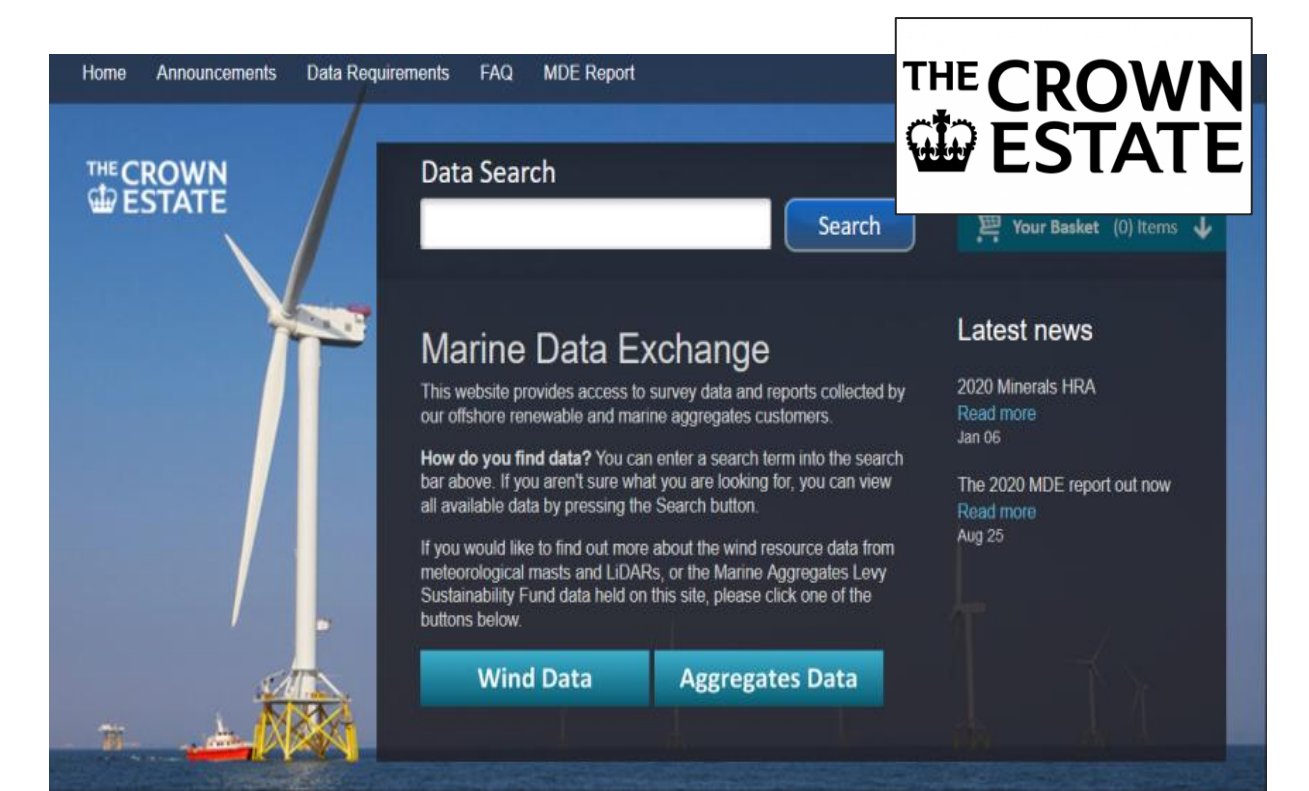 Home Announcements Data Requirements FAQ MDE Report
THE CROWN
ESTATE
THE CROWN
ESTATE
Data Search
Search
Your Basket (0) Items
Marine Data Exchange
This website provides access to survey data and reports collected by
our offshore renewable and marine aggregates customers.
How do you find data? You can enter a search term into the search
bar above. If you aren't sure what you are looking for, you can view
all available data by pressing the Search button.
If you would like to find out more about the wind resource data from
meteorological masts and LiDARs, or the Marine Aggregates Levy
Sustainability Fund data held on this site, please click one of the
buttons below.
Wind Data
Aggregates Data
Latest news
2020 Minerals HRA
Read more
Jan 06
The 2020 MDE report out now
Read more
Aug 25